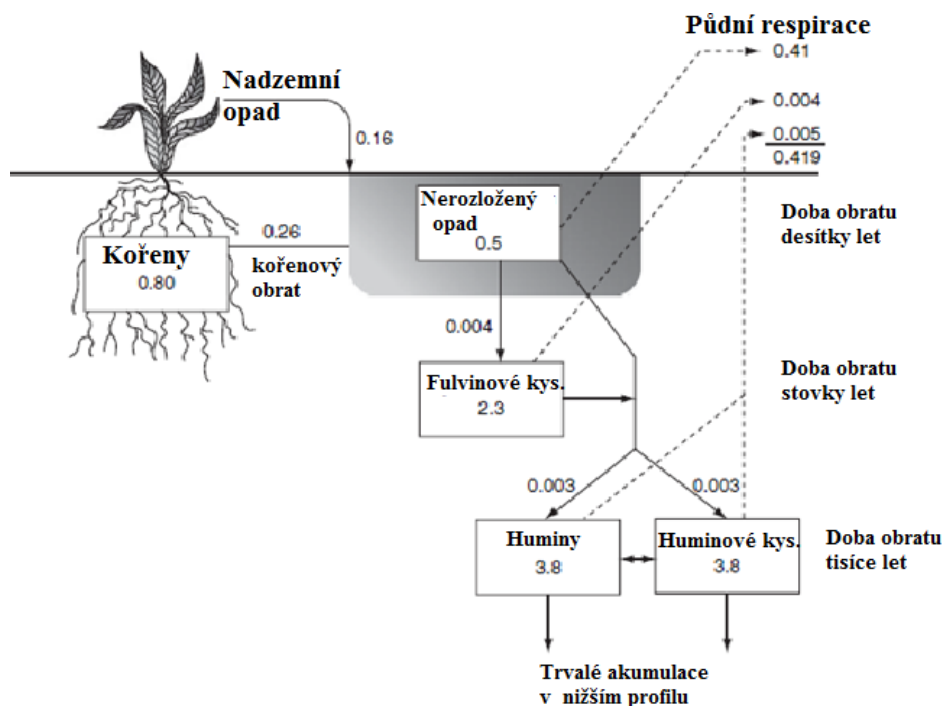 Půdní respirace
0.41
Nadzemní
opad
0.004
0.16
0.005
0.419
Nerozložený
opad
0.5
Doba obratu
desítky let
0.26
Kořeny
0.80
kořenový
obrat
0.004
Fulvinové kys.
2.3
Doba obratu
stovky let
0.003
0.003
Huminy
3.8
Huminové kys.
3.8
Doba obratu
tisíce let
Trvalé akumulace
v nižším profilu